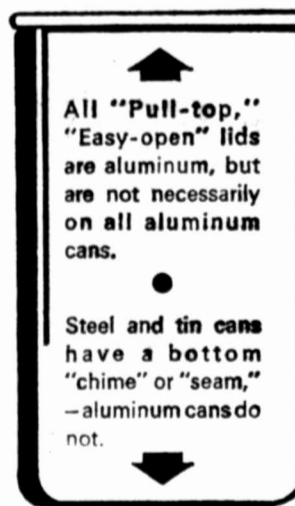 All "Pull-top,"
"Easy-open" lids
are aluminum, but
are not necessarily
on all aluminum
cans.
Steel and tin cans
have a bottom
"chime" or "seam,"
—aluminum cans do
not.